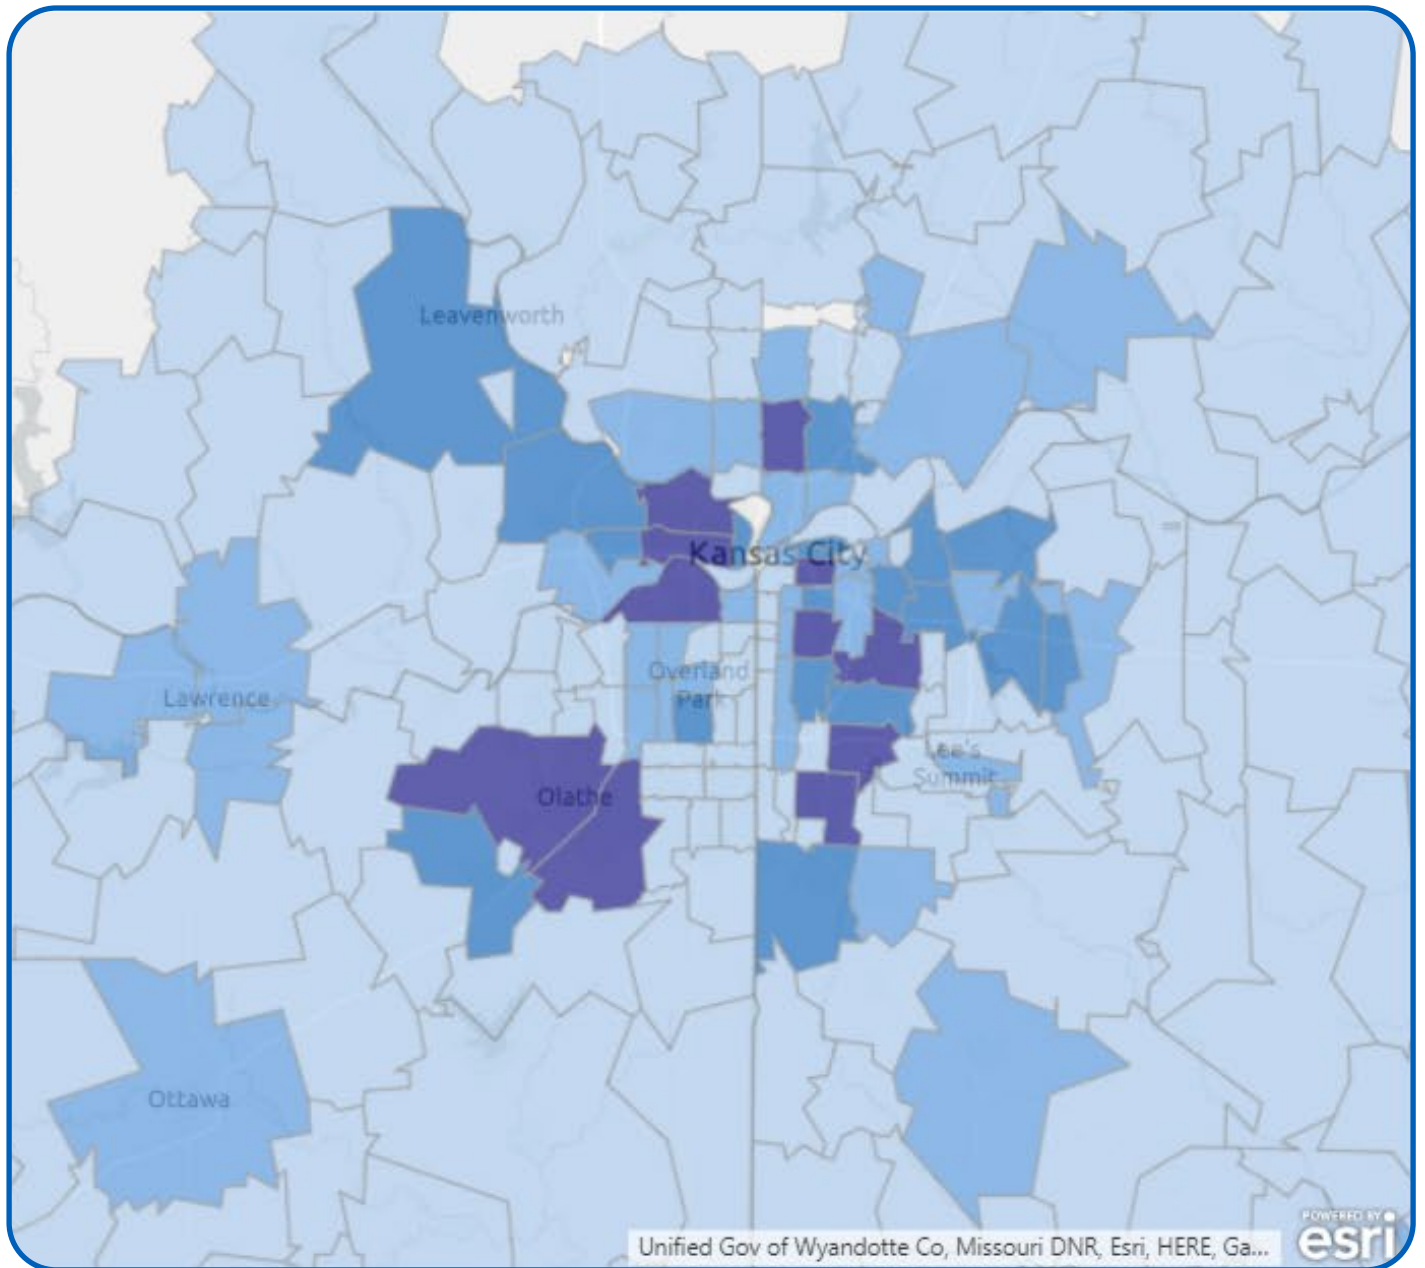 Leavenworth
Kansas City
Overland
Park
Lawrence
Lee's
Summit
Olathe
Ottawa
POWERED BY
esri
Unified Gov of Wyandotte Co, Missouri DNR, Esri, HERE, Ga...